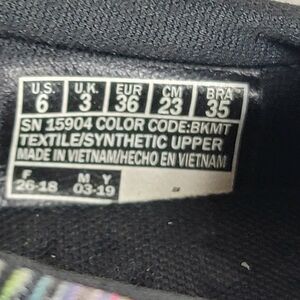 U.S. U.K. EUR CM BRA
6 3 36 23 35
SN 15904 COLOR CODE:BKMT
TEXTILE/SYNTHETIC UPPER
MADE IN VIETNAM/HECHO EN VIETNAM
F M Y
26-18 03-19